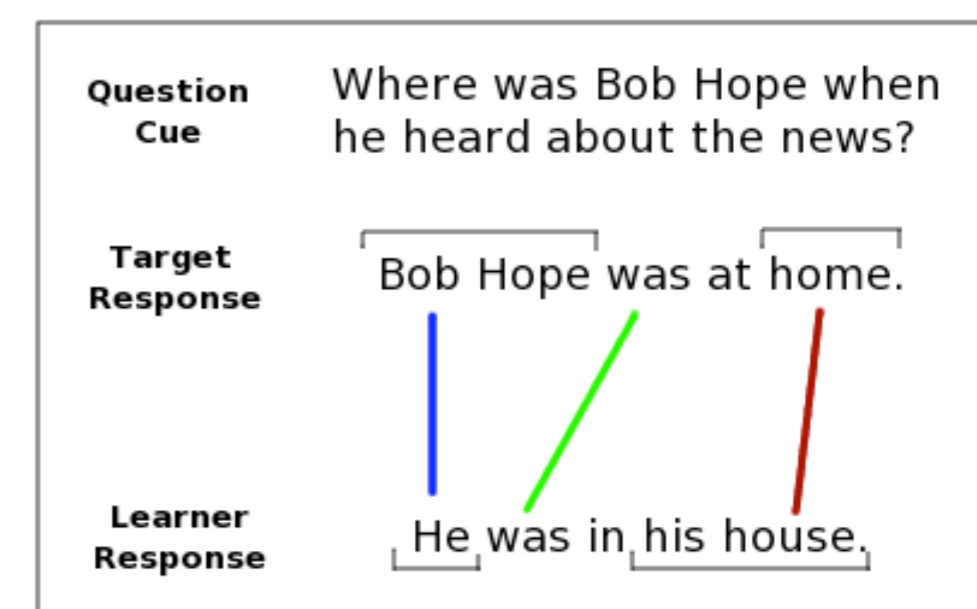 Question Cue
Where was Bob Hope when
he heard about the news?
Target Response
Bob Hope was at home.
Learner Response
He was in his house.